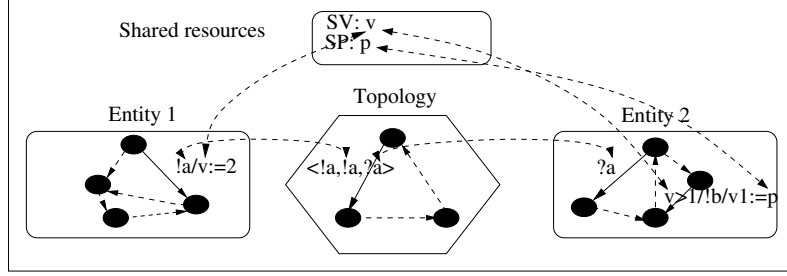 Shared resources
SV: v
SP: p
Entity 1
Topology
Entity 2
!a/v:=2
<!a,!a,?a>
?a
v>1/!b/v1:=p